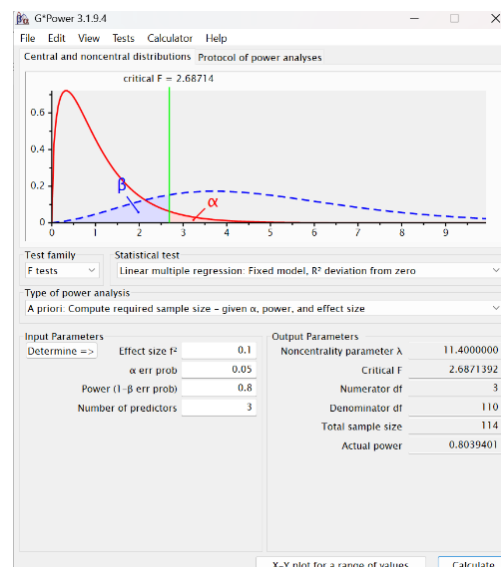 G*Power 3.1.9.4
File Edit View Tests Calculator Help
Central and noncentral distributions Protocol of power analyses
critical F = 2.68714
0.6
0.4
0.2
0
β
α
0 1 2 3 4 5 6 7 8 9
Test family Statistical test
F tests Linear multiple regression: Fixed model, R² deviation from zero
Type of power analysis
A priori: Compute required sample size – given α, power, and effect size
Input Parameters Output Parameters
Determine => Effect size f² 0.1 Noncentrality parameter λ 11.4000000
α err prob 0.05 Critical F 2.6871392
Power (1-β err prob) 0.8 Numerator df 3
Number of predictors 3 Denominator df 110
Total sample size 114
Actual power 0.8039401
X-Y plot for a range of values Calculate